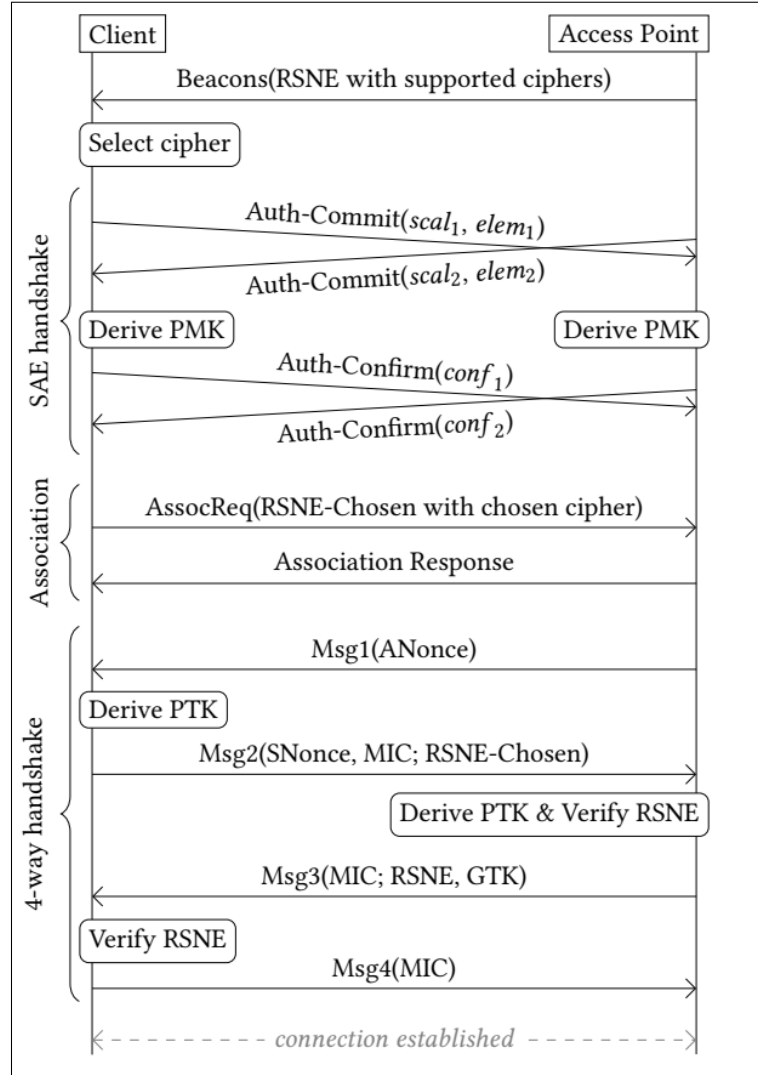 Client
Access Point
Beacons(RSNE with supported ciphers)
Select cipher
SAE handshake
Auth-Commit(scal₁, elem₁)
Auth-Commit(scal₂, elem₂)
Derive PMK
Derive PMK
Auth-Confirm(conf₁)
Auth-Confirm(conf₂)
Association
AssocReq(RSNE-Chosen with chosen cipher)
Association Response
4-way handshake
Msg1(ANonce)
Derive PTK
Msg2(SNonce, MIC; RSNE-Chosen)
Derive PTK & Verify RSNE
Msg3(MIC; RSNE, GTK)
Verify RSNE
Msg4(MIC)
connection established